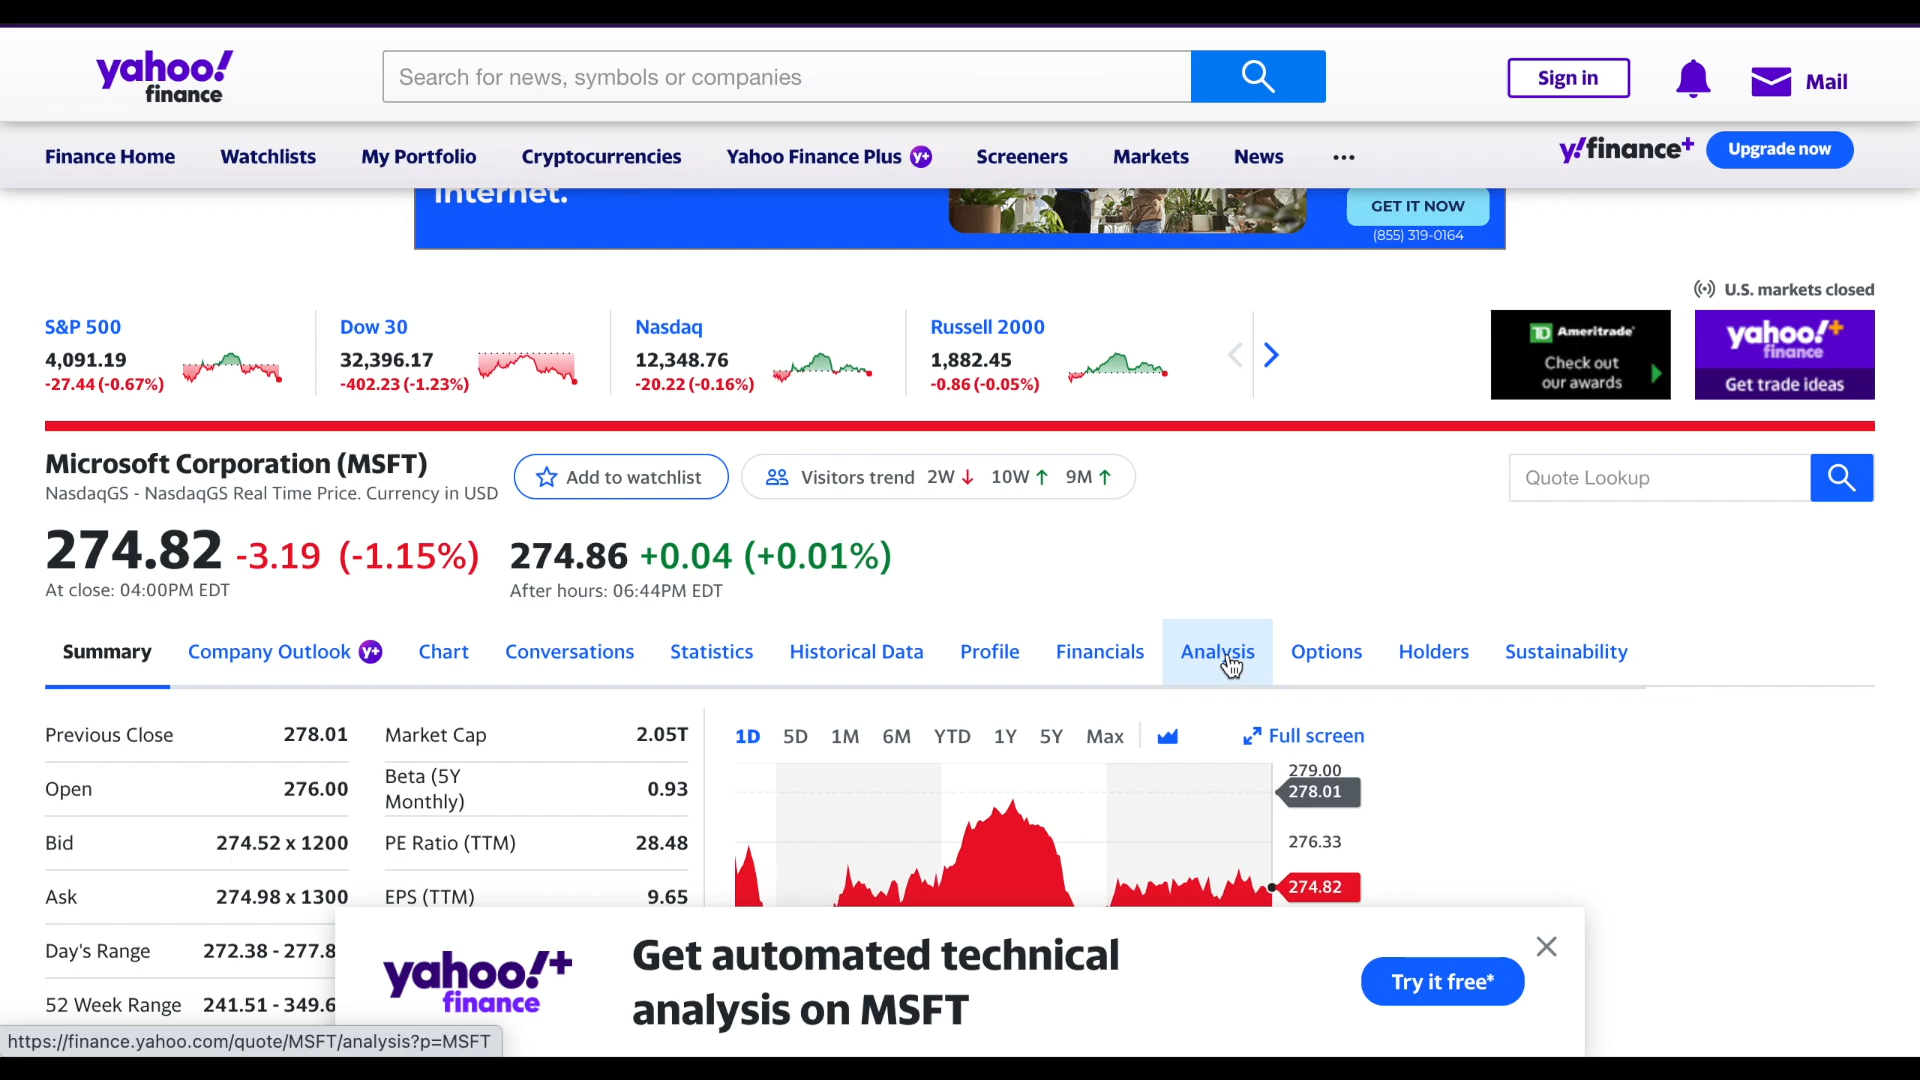 yahoo!
finance
Search for news, symbols or companies
Sign in
Mail
Finance Home
Watchlists
My Portfolio
Cryptocurrencies
Yahoo Finance Plus y+
Screeners
Markets
News
...
y!finance+
Upgrade now
Internet.
GET IT NOW
(855) 319-0164
U.S. markets closed
S&P 500
4,091.19
-27.44 (-0.67%)
Dow 30
32,396.17
-402.23 (-1.23%)
Nasdaq
12,348.76
-20.22 (-0.16%)
Russell 2000
1,882.45
-0.86 (-0.05%)
TD Ameritrade
Check out
our awards
yahoo!+
finance
Get trade ideas
Microsoft Corporation (MSFT)
NasdaqGS - NasdaqGS Real Time Price. Currency in USD
Add to watchlist
Visitors trend 2W ↓ 10W ↑ 9M ↑
Quote Lookup
274.82 -3.19 (-1.15%)
At close: 04:00PM EDT
274.86 +0.04 (+0.01%)
After hours: 06:44PM EDT
Summary
Company Outlook y+
Chart
Conversations
Statistics
Historical Data
Profile
Financials
Analysis
Options
Holders
Sustainability
Previous Close 278.01
Open 276.00
Bid 274.52 x 1200
Ask 274.98 x 1300
Day's Range 272.38 - 277.8
52 Week Range 241.51 - 349.6
Market Cap 2.05T
Beta (5Y
Monthly) 0.93
PE Ratio (TTM) 28.48
EPS (TTM) 9.65
1D 5D 1M 6M YTD 1Y 5Y Max
Full screen
279.00
278.01
276.33
274.82
yahoo!+
finance
Get automated technical
analysis on MSFT
Try it free*
https://finance.yahoo.com/quote/MSFT/analysis?p=MSFT